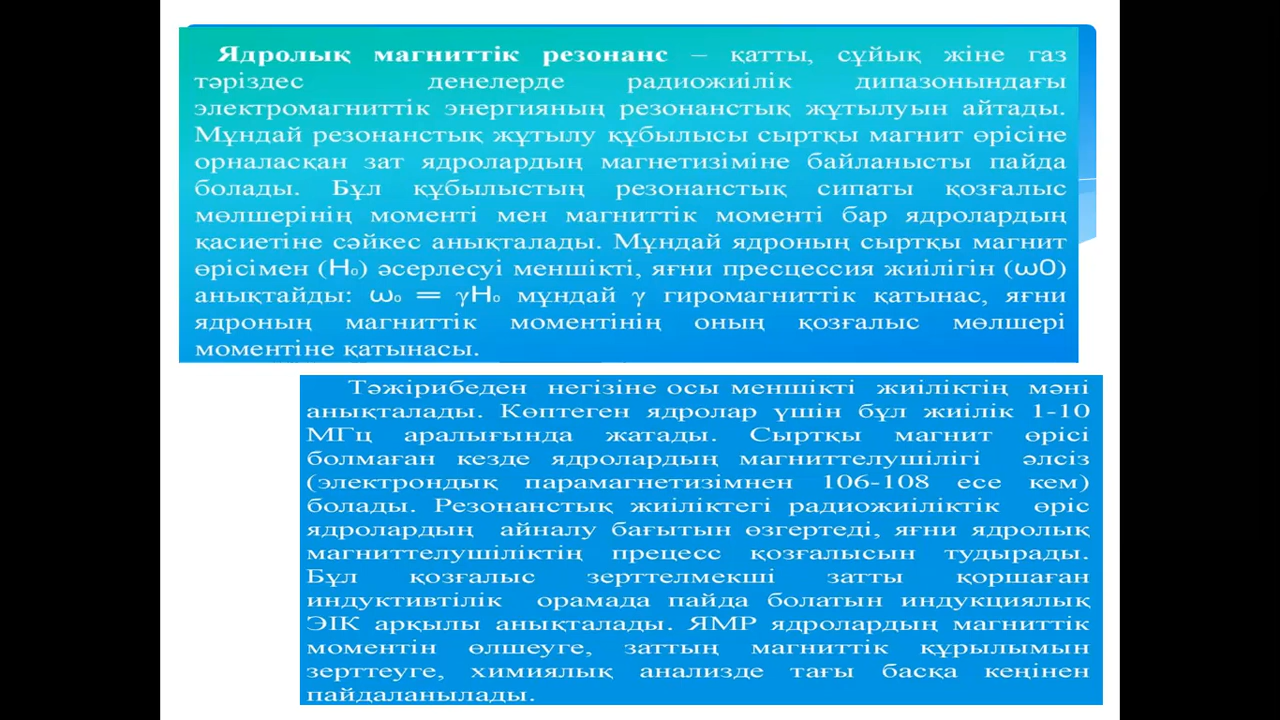 Ядролық магниттік резонанс – қатты, сұйық жіне газ
тәріздес денелерде радиожиілік дипазонындағы
электромагниттік энергияның резонанстық жұтылуын айтады.
Мұндай резонанстық жұтылу құбылысы сыртқы магнит өрісіне
орналасқан зат ядролардың магнетизіміне байланысты пайда
болады. Бұл құбылыстың резонанстық сипаты қозғалыс
мөлшерінің моменті мен магниттік моменті бар ядролардың
қасиетіне сәйкес анықталады. Мұндай ядроның сыртқы магнит
өрісімен (H₀) әсерлесуі меншікті, яғни пресцессия жиілігін (ω0)
анықтайды: ω₀ = γH₀ мұндай γ гиромагниттік қатынас, яғни
ядроның магниттік моментінің оның қозғалыс мөлшері
моментіне қатынасы.
Тәжірибеден негізіне осы меншікті жиіліктің мәні
анықталады. Көптеген ядролар үшін бұл жиілік 1-10
МГц аралығында жатады. Сыртқы магнит өрісі
болмаған кезде ядролардың магниттелушілігі әлсіз
(электрондық парамагнетизімнен 106-108 есе кем)
болады. Резонанстық жиіліктегі радиожиіліктік өріс
ядролардың айналу бағытын өзгертеді, яғни ядролық
магниттелушіліктің прецесс қозғалысын тудырады.
Бұл қозғалыс зерттелмекші затты қоршаған
индуктивтілік орамада пайда болатын индукциялық
ЭІК арқылы анықталады. ЯМР ядролардың магниттік
моментін өлшеуге, заттың магниттік құрылымын
зерттеуге, химиялық анализде тағы басқа кеңінен
пайдаланылады.